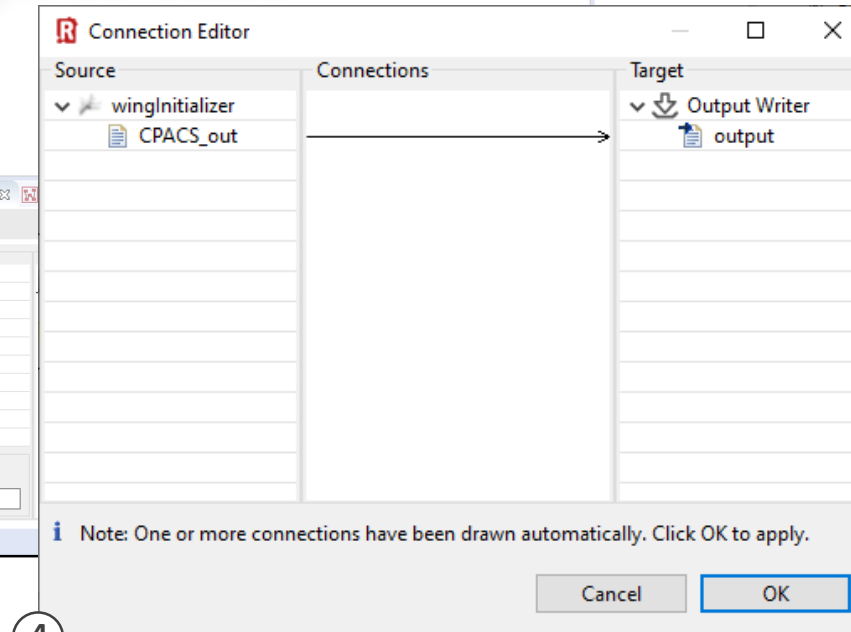 Connection Editor
Source Connections Target
wingInitializer Output Writer
CPACS_out output
Note: One or more connections have been drawn automatically. Click OK to apply.
Cancel OK
4